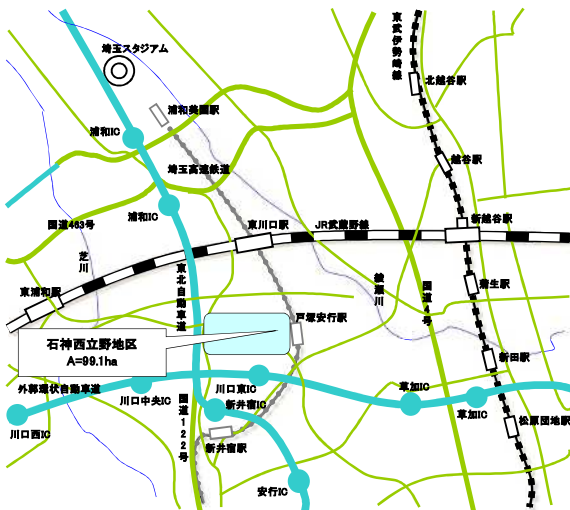 埼玉スタジアム
東武伊勢崎線
北越谷駅
浦和美園駅
浦和IC
越谷駅
埼玉高速鉄道
浦和IC
国道463号
東川口駅
JR武蔵野線
新越谷駅
芝川
東北自動車道
綾瀬川
国道4号
蒲生駅
東浦和駅
戸塚安行駅
石神西立野地区
A=99.1ha
新田駅
外郭環状自動車道
川口中央IC
川口東IC
草加IC
草加IC
国道122号
新井宿IC
川口西IC
松原団地駅
新井宿駅
安行IC